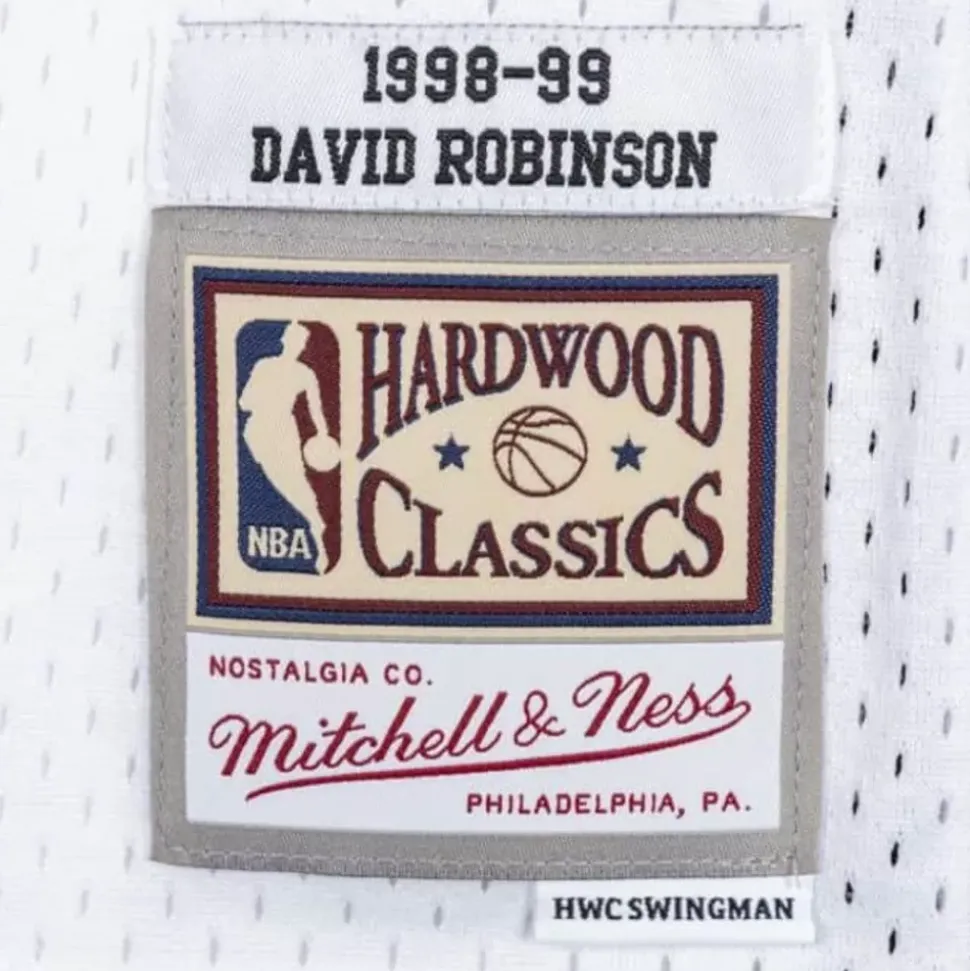 1998-99
DAVID ROBINSON
HARDWOOD
CLASSICS
NBA
NOSTALGIA CO.
Mitchell & Ness
PHILADELPHIA, PA.
HWC SWINGMAN